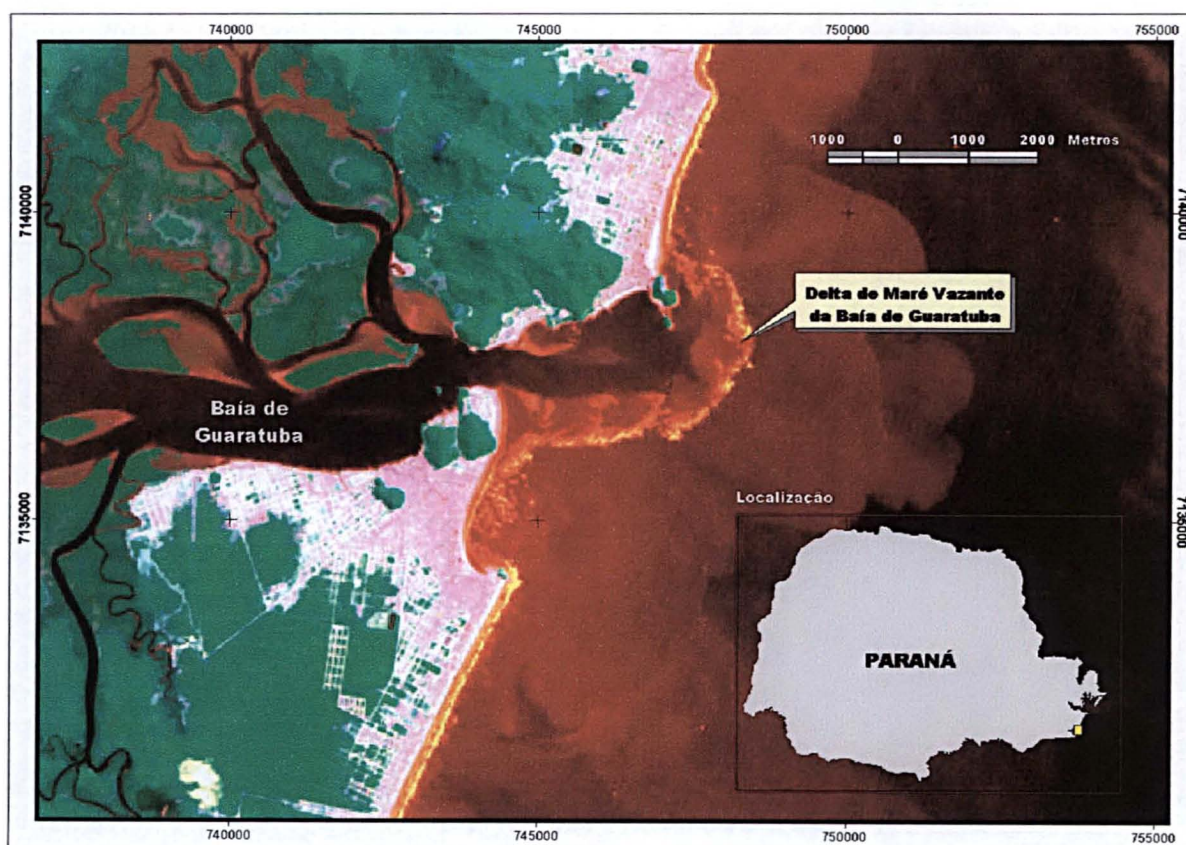 740000 745000 750000 755000
1000 0 1000 2000 Metros
7140000 7140000
Delta de Maré Vazante
da Baía de Guaratuba
Baía de
Guaratuba
Localização
7135000 7135000
PARANÁ
740000 745000 750000 755000